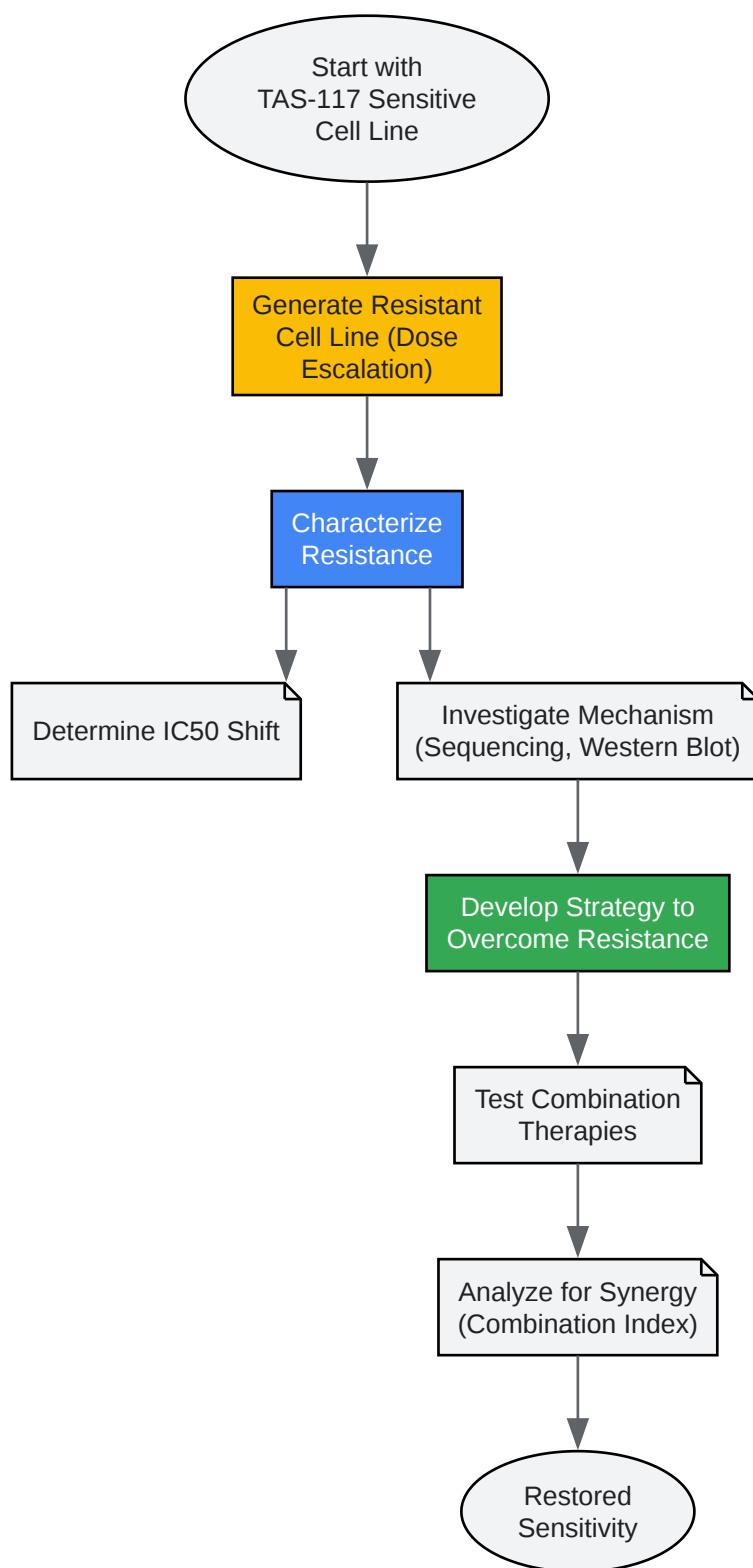 Start with
TAS-117 Sensitive
Cell Line
Generate Resistant
Cell Line (Dose
Escalation)
Characterize
Resistance
Determine IC50 Shift
Investigate Mechanism
(Sequencing, Western Blot)
Develop Strategy to
Overcome Resistance
Test Combination
Therapies
Analyze for Synergy
(Combination Index)
Restored
Sensitivity